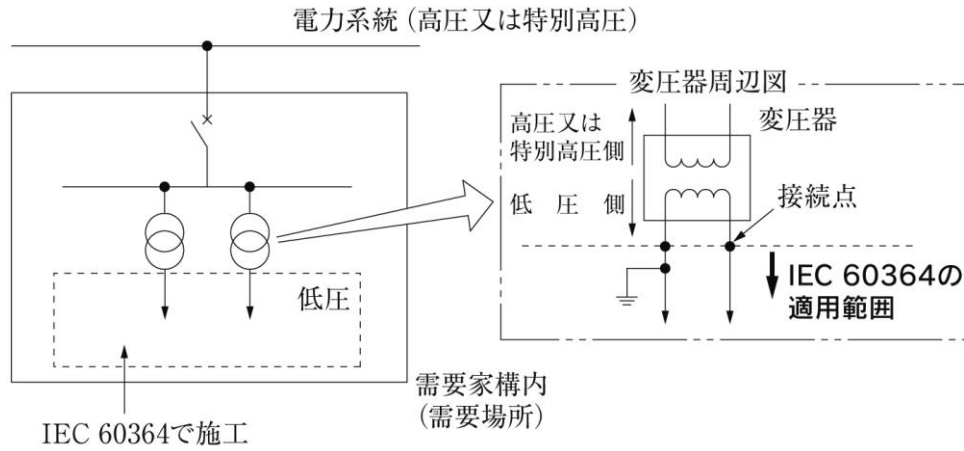 電力系統（高圧又は特別高圧）
低圧
需要家構内
（需要場所）
IEC 60364で施工
変圧器周辺図
高圧又は
特別高圧側
変圧器
低 圧 側
接続点
IEC 60364の
適用範囲